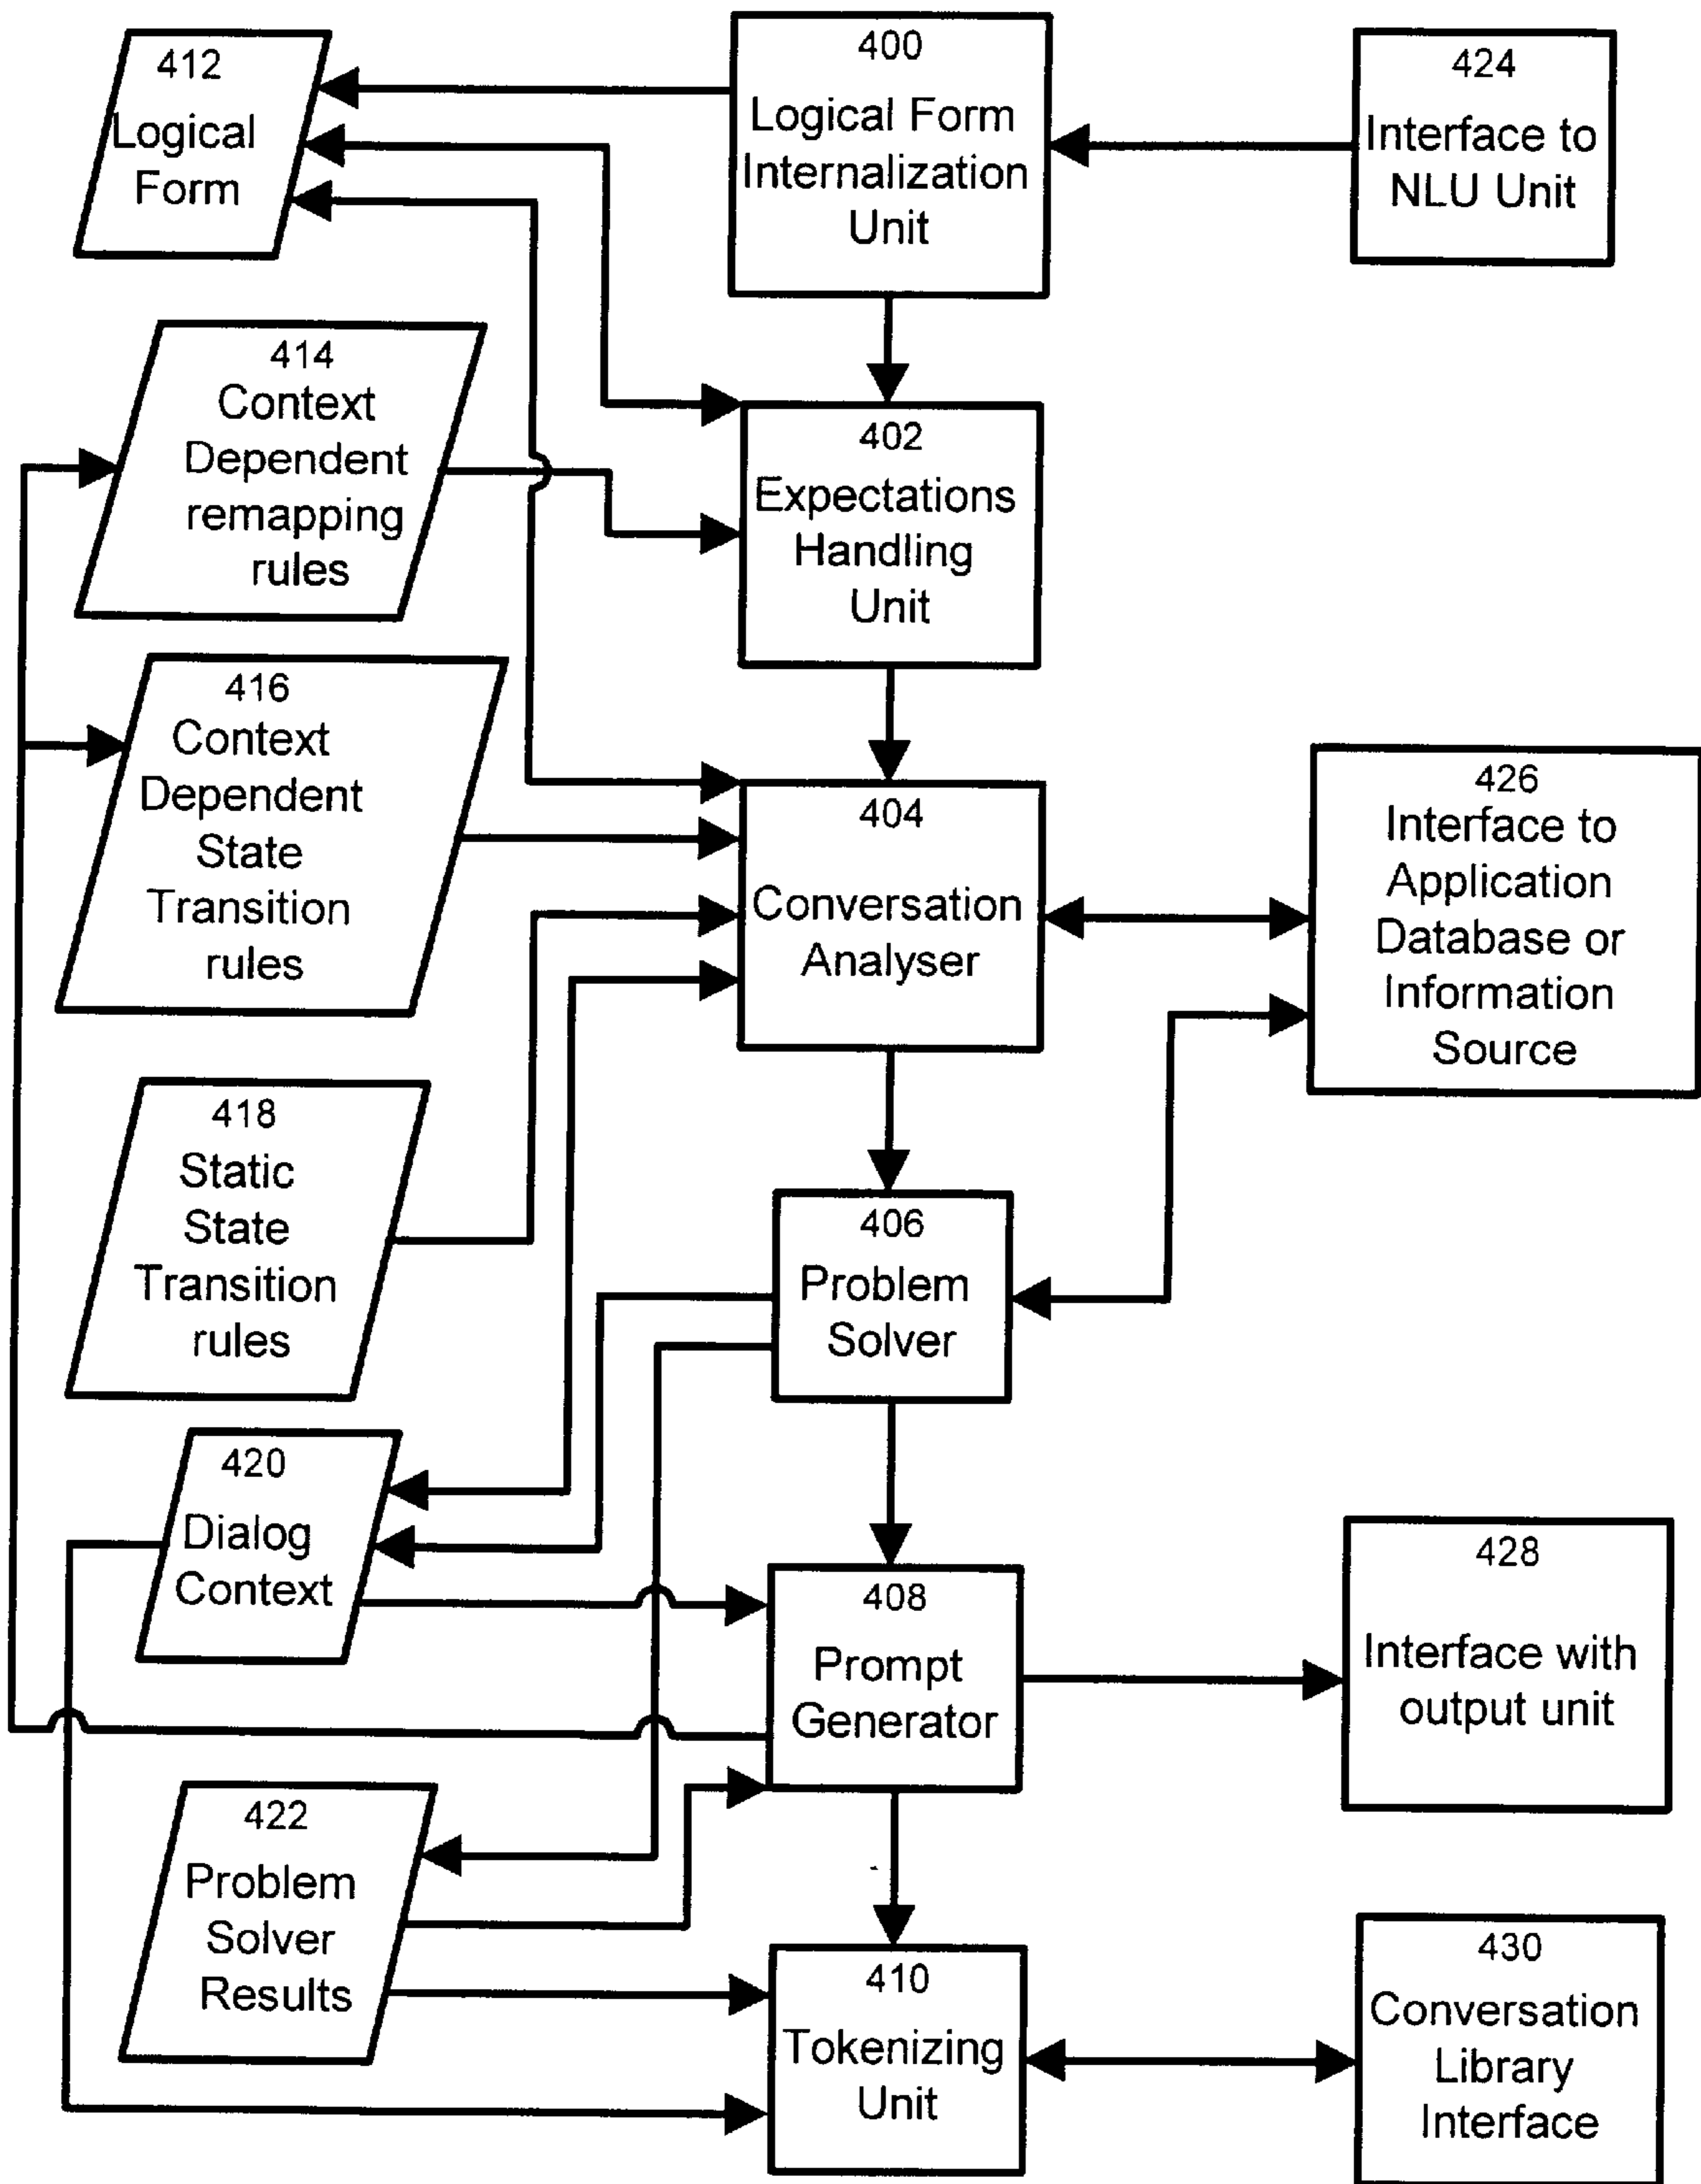 412
Logical
Form
400
Logical Form
Internalization
Unit
424
Interface to
NLU Unit
414
Context
Dependent
remapping
rules
402
Expectations
Handling
Unit
416
Context
Dependent
State
Transition
rules
404
Conversation
Analyser
426
Interface to
Application
Database or
Information
Source
418
Static
State
Transition
rules
406
Problem
Solver
420
Dialog
Context
408
Prompt
Generator
428
Interface with
output unit
422
Problem
Solver
Results
410
Tokenizing
Unit
430
Conversation
Library
Interface